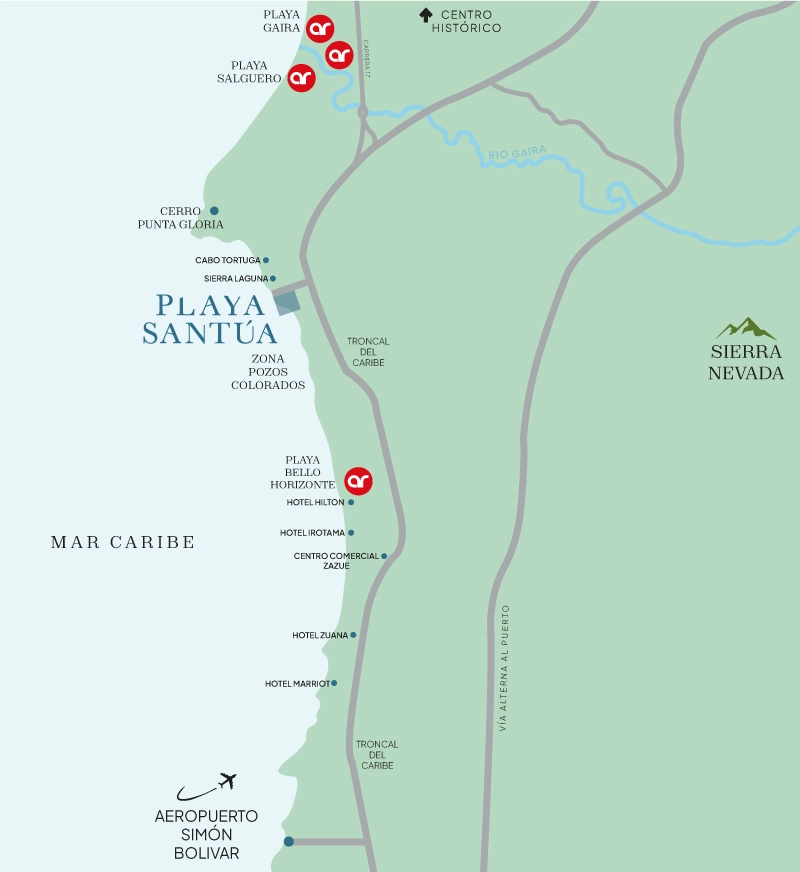 PLAYA
GAIRA
ar
CENTRO
HISTÓRICO
ar
CARRERA 17
PLAYA
SALGUERO
ar
RIO GAIRA
CERRO
PUNTA GLORIA
CABO TORTUGA
SIERRA LAGUNA
PLAYA
SANTÚA
ZONA
POZOS
COLORADOS
TRONCAL
DEL
CARIBE
SIERRA
NEVADA
PLAYA
BELLO
HORIZONTE
ar
HOTEL HILTON
HOTEL IROTAMA
MAR CARIBE
CENTRO COMERCIAL
ZAZUE
HOTEL ZUANA
VÍA ALTERNA AL PUERTO
HOTEL MARRIOT
TRONCAL
DEL
CARIBE
AEROPUERTO
SIMÓN
BOLIVAR